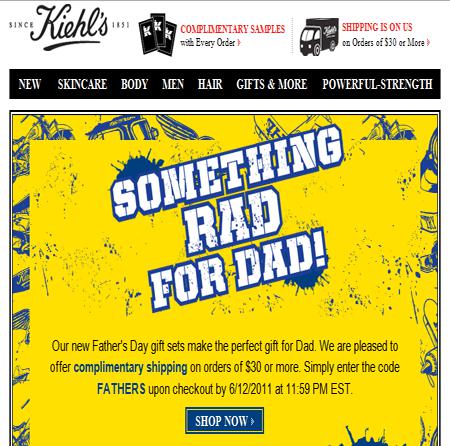 SINCE Kiehl's 1851
COMPLIMENTARY SAMPLES
with Every Order ›
SHIPPING IS ON US
on Orders of $30 or More ›
NEW SKINCARE BODY MEN HAIR GIFTS & MORE POWERFUL-STRENGTH
SOMETHING
RAD
FOR DAD!
Our new Father's Day gift sets make the perfect gift for Dad. We are pleased to
offer complimentary shipping on orders of $30 or more. Simply enter the code
FATHERS upon checkout by 6/12/2011 at 11:59 PM EST.
SHOP NOW ›